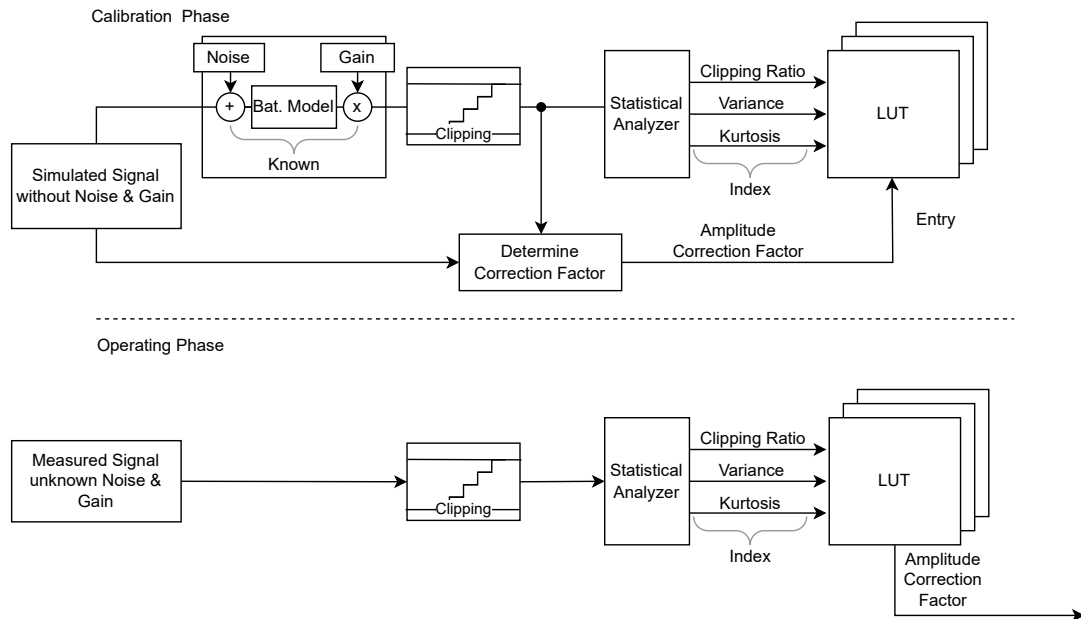 Calibration Phase
Noise
Gain
+
Bat. Model
x
Known
Clipping
Simulated Signal
without Noise & Gain
Statistical
Analyzer
Clipping Ratio
Variance
Kurtosis
Index
LUT
Entry
Determine
Correction Factor
Amplitude
Correction Factor
Operating Phase
Measured Signal
unknown Noise &
Gain
Clipping
Statistical
Analyzer
Clipping Ratio
Variance
Kurtosis
Index
LUT
Amplitude
Correction
Factor